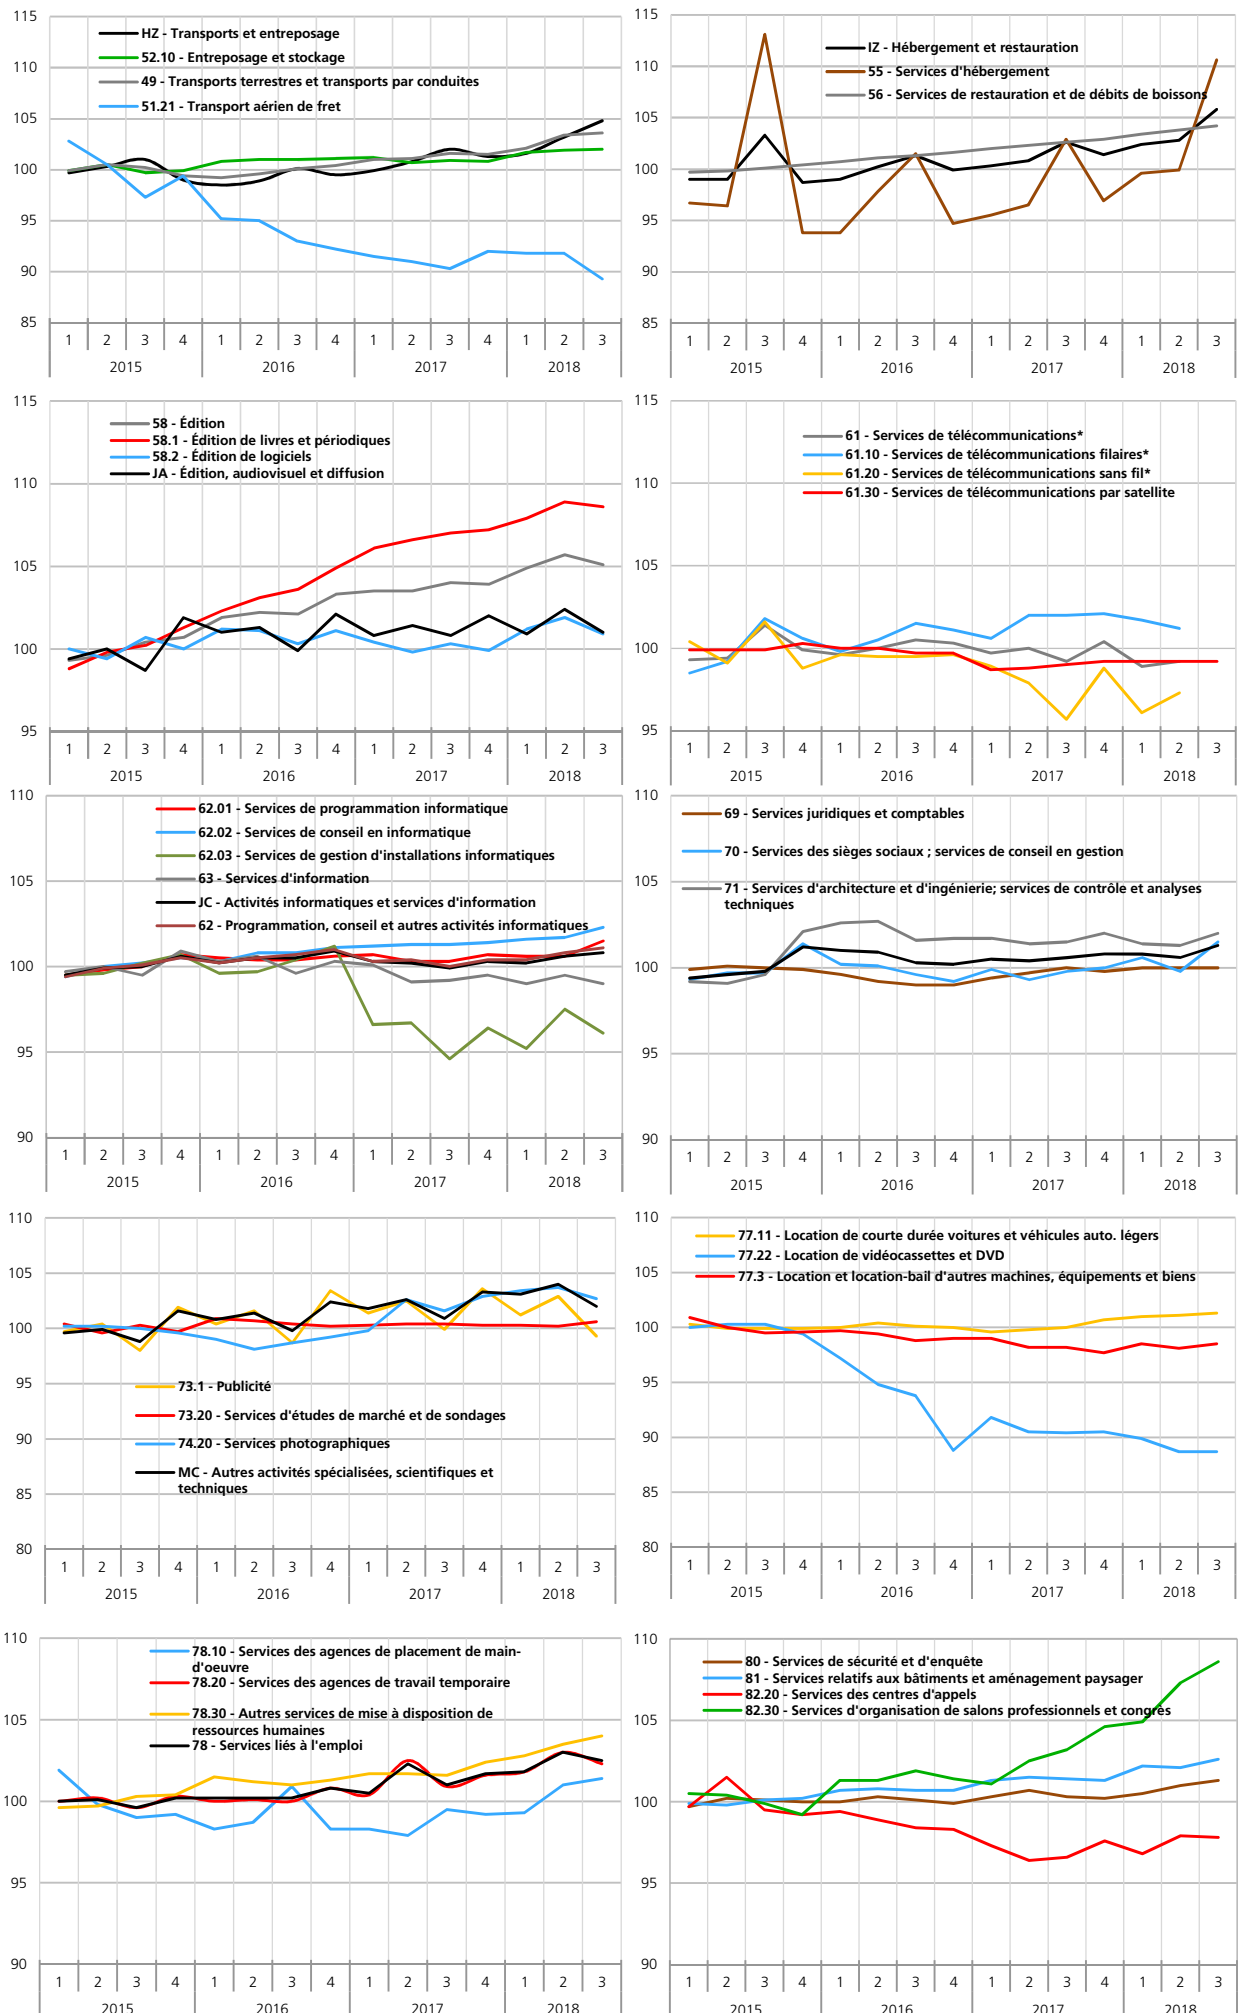 115
110
105
100
95
90
85
HZ - Transports et entreposage
52.10 - Entreposage et stockage
49 - Transports terrestres et transports par conduites
51.21 - Transport aérien de fret
1 2 3 4 1 2 3 4 1 2 3 4 1 2 3
2015 2016 2017 2018
115
110
105
100
95
90
85
IZ - Hébergement et restauration
55 - Services d'hébergement
56 - Services de restauration et de débits de boissons
1 2 3 4 1 2 3 4 1 2 3 4 1 2 3
2015 2016 2017 2018
115
110
105
100
95
58 - Édition
58.1 - Édition de livres et périodiques
58.2 - Édition de logiciels
JA - Édition, audiovisuel et diffusion
1 2 3 4 1 2 3 4 1 2 3 4 1 2 3
2015 2016 2017 2018
115
110
105
100
95
61 - Services de télécommunications*
61.10 - Services de télécommunications filaires*
61.20 - Services de télécommunications sans fil*
61.30 - Services de télécommunications par satellite
1 2 3 4 1 2 3 4 1 2 3 4 1 2 3
2015 2016 2017 2018
110
105
100
95
90
62.01 - Services de programmation informatique
62.02 - Services de conseil en informatique
62.03 - Services de gestion d'installations informatiques
63 - Services d'information
JC - Activités informatiques et services d'information
62 - Programmation, conseil et autres activités informatiques
1 2 3 4 1 2 3 4 1 2 3 4 1 2 3
2015 2016 2017 2018
110
105
100
95
90
69 - Services juridiques et comptables
70 - Services des sièges sociaux ; services de conseil en gestion
71 - Services d'architecture et d'ingénierie; services de contrôle et analyses
techniques
1 2 3 4 1 2 3 4 1 2 3 4 1 2 3
2015 2016 2017 2018
110
105
100
95
90
85
80
73.1 - Publicité
73.20 - Services d'études de marché et de sondages
74.20 - Services photographiques
MC - Autres activités spécialisées, scientifiques et
techniques
1 2 3 4 1 2 3 4 1 2 3 4 1 2 3
2015 2016 2017 2018
110
105
100
95
90
85
80
77.11 - Location de courte durée voitures et véhicules auto. légers
77.22 - Location de vidéocassettes et DVD
77.3 - Location et location-bail d'autres machines, équipements et biens
1 2 3 4 1 2 3 4 1 2 3 4 1 2 3
2015 2016 2017 2018
110
105
100
95
90
78.10 - Services des agences de placement de main-
d'oeuvre
78.20 - Services des agences de travail temporaire
78.30 - Autres services de mise à disposition de
ressources humaines
78 - Services liés à l'emploi
1 2 3 4 1 2 3 4 1 2 3 4 1 2 3
2015 2016 2017 2018
110
105
100
95
90
80 - Services de sécurité et d'enquête
81 - Services relatifs aux bâtiments et aménagement paysager
82.20 - Services des centres d'appels
82.30 - Services d'organisation de salons professionnels et congrès
1 2 3 4 1 2 3 4 1 2 3 4 1 2 3
2015 2016 2017 2018